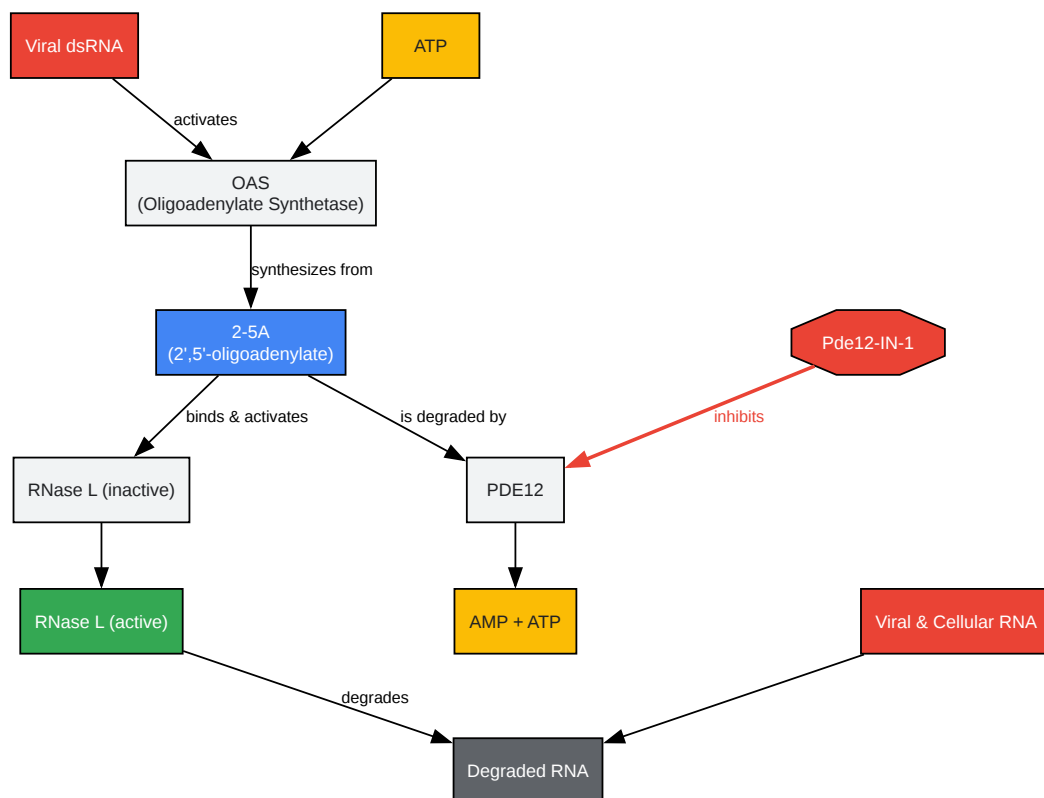 Viral dsRNA
ATP
activates
OAS
(Oligoadenylate Synthetase)
synthesizes from
2-5A
(2',5'-oligoadenylate)
Pde12-IN-1
binds & activates
is degraded by
inhibits
RNase L (inactive)
PDE12
RNase L (active)
AMP + ATP
Viral & Cellular RNA
degrades
Degraded RNA